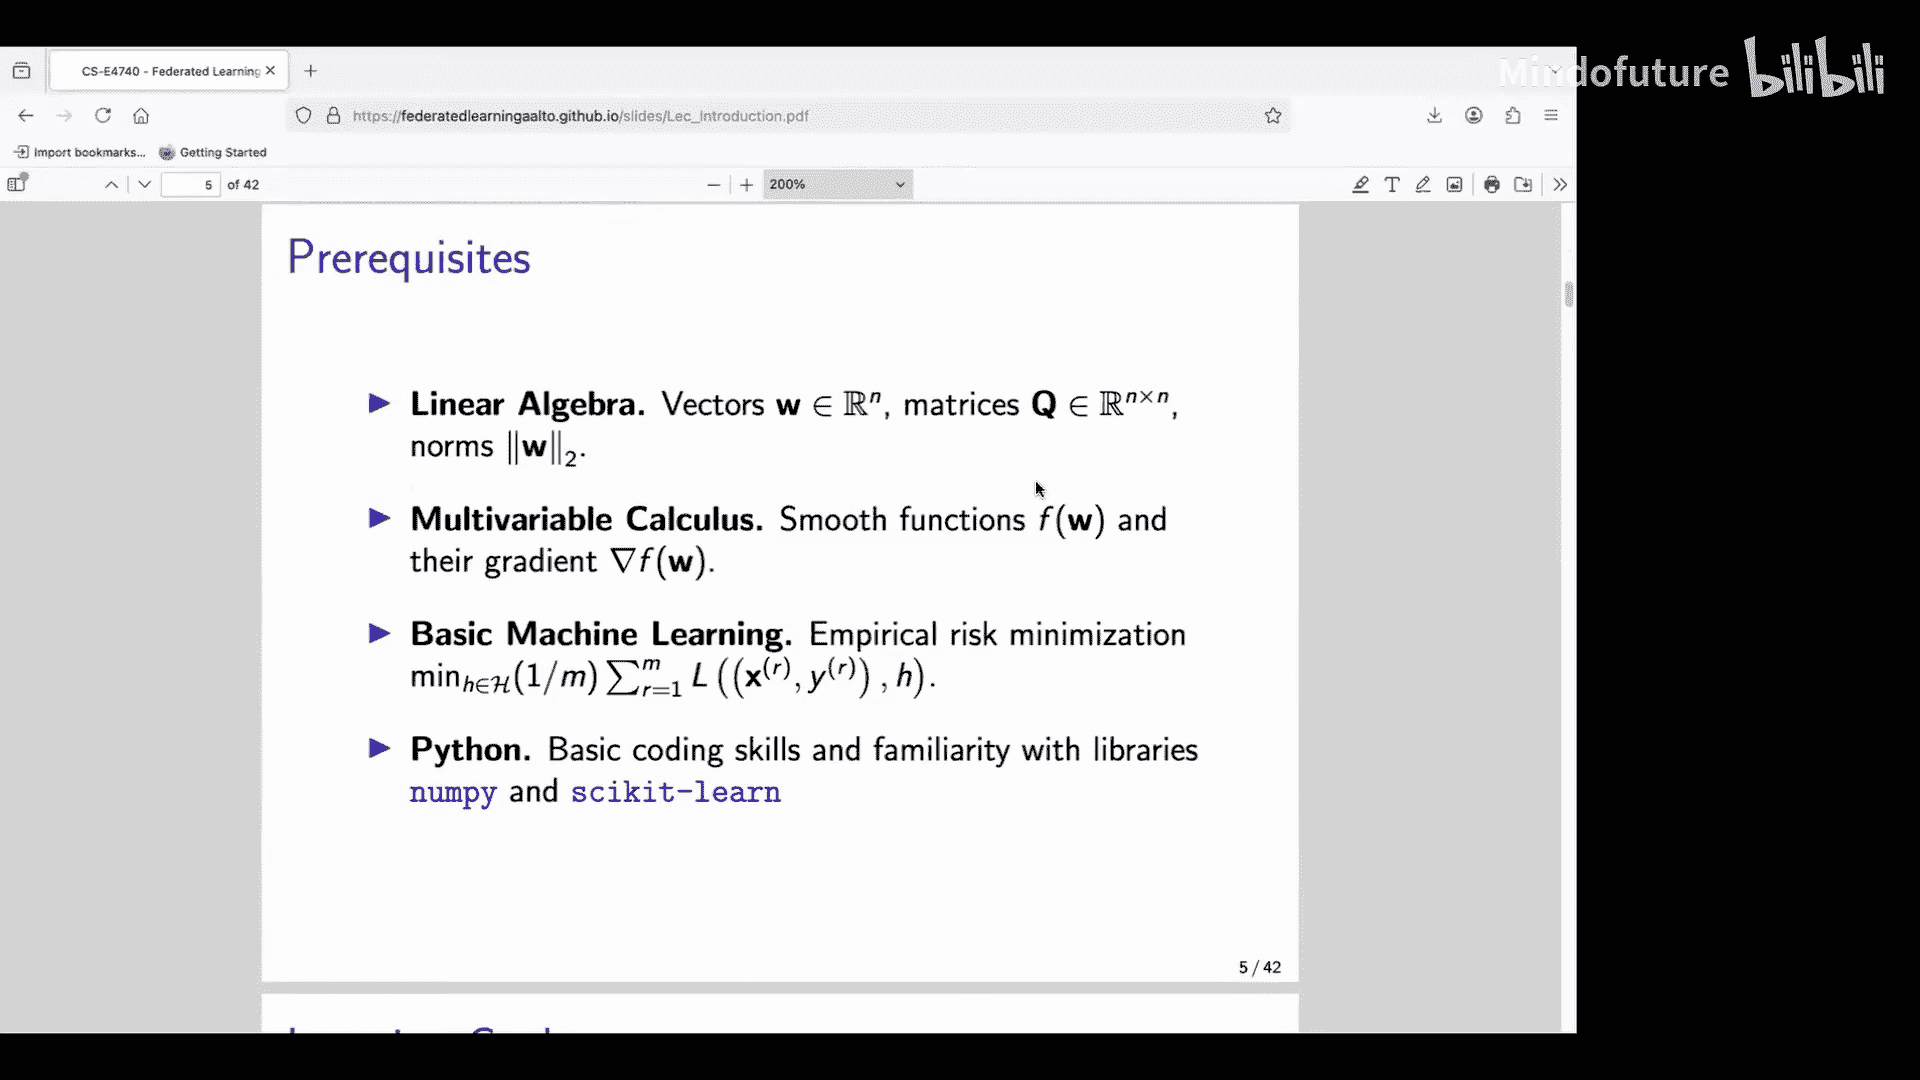 Mindofuture bilibili
CS-E4740 - Federated Learning
https://federatedlearningaalto.github.io/slides/Lec_Introduction.pdf
Import bookmarks... Getting Started
5 of 42 200%
Prerequisites
▶ Linear Algebra. Vectors w ∈ ℝⁿ, matrices Q ∈ ℝⁿˣⁿ,
norms ‖w‖₂.
▶ Multivariable Calculus. Smooth functions f(w) and
their gradient ∇f(w).
▶ Basic Machine Learning. Empirical risk minimization
min_{h∈ℋ}(1/m) ∑_{r=1}^{m} L((x^{(r)}, y^{(r)}), h).
▶ Python. Basic coding skills and familiarity with libraries
numpy and scikit-learn
5 / 42